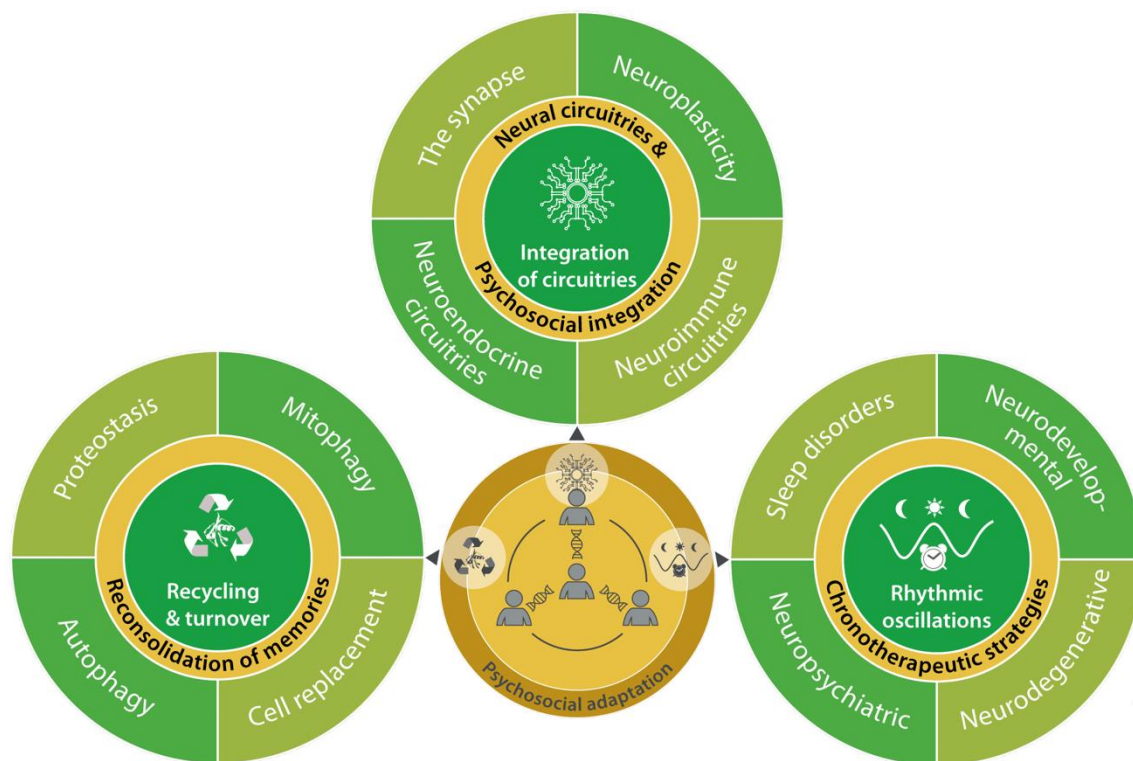 The synapse
Neuroplasticity
Neural circuitries &
Integration
of circuitries
Psychosocial integration
Neuroendocrine
circuitries
Neuroimmune
circuitries
Proteostasis
Mitophagy
Recycling
& turnover
Reconsolidation of memories
Autophagy
Cell replacement
Psychosocial adaptation
Sleep disorders
Neurodevelop-
mental
Rhythmic
oscillations
Chronotherapeutic strategies
Neuropsychiatric
Neurodegenerative